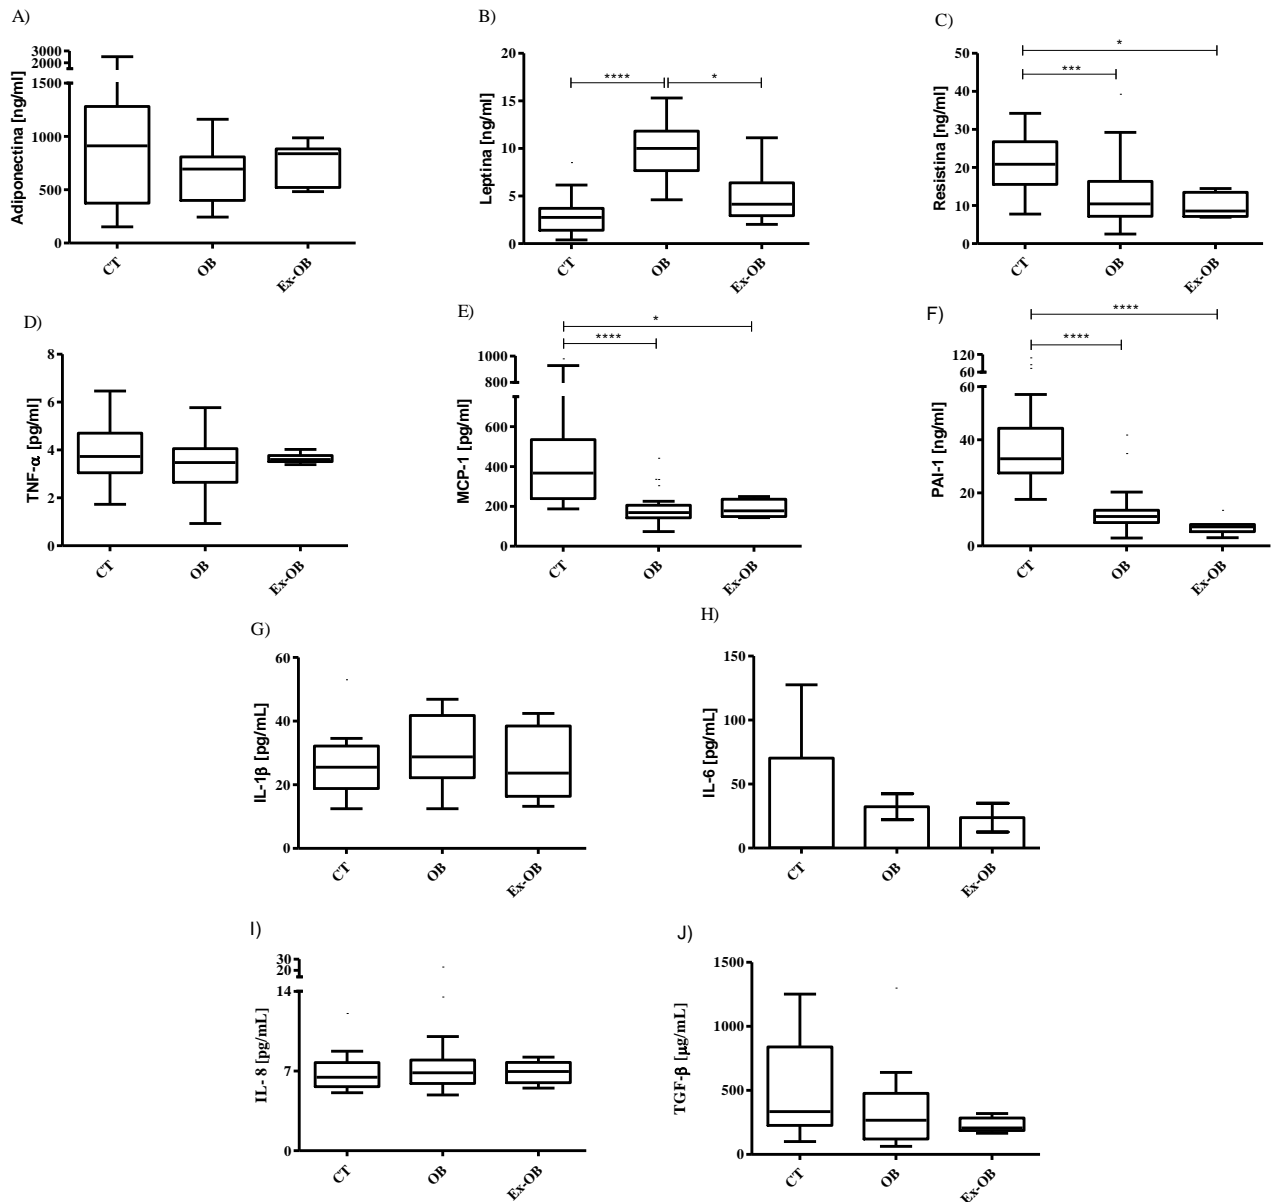 A)
Adiponectina [ng/ml]
3000
2000
1500
1000
500
0
CT
OB
Ex-OB
B)
Leptina [ng/ml]
20
15
10
5
0
****
*
CT
OB
Ex-OB
C)
Resistina [ng/ml]
50
40
30
20
10
0
*
***
CT
OB
Ex-OB
D)
TNF-α [pg/ml]
8
6
4
2
0
CT
OB
Ex-OB
E)
MCP-1 [pg/ml]
1000
800
600
400
200
0
*
****
CT
OB
Ex-OB
F)
PAI-1 [ng/ml]
120
60
60
40
20
0
****
****
CT
OB
Ex-OB
G)
IL-1β [pg/mL]
60
40
20
0
CT
OB
Ex-OB
H)
IL-6 [pg/mL]
150
100
50
0
CT
OB
Ex-OB
I)
IL- 8 [pg/mL]
30
20
14
7
0
CT
OB
Ex-OB
J)
TGF-β [µg/mL]
1500
1000
500
0
CT
OB
Ex-OB